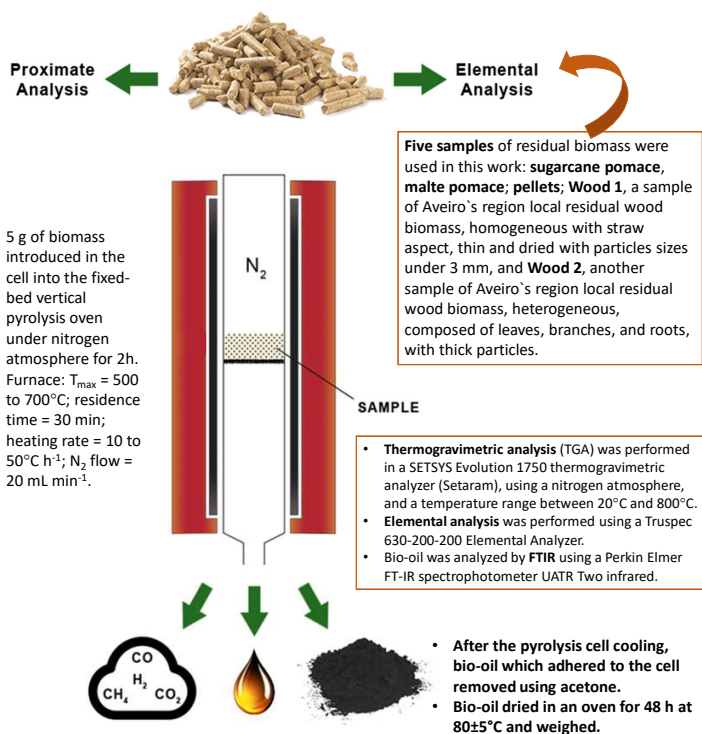 Proximate
Analysis
Elemental
Analysis
Five samples of residual biomass were
used in this work: sugarcane pomace,
malte pomace; pellets; Wood 1, a sample
of Aveiro`s region local residual wood
biomass, homogeneous with straw
aspect, thin and dried with particles sizes
under 3 mm, and Wood 2, another
sample of Aveiro`s region local residual
wood biomass, heterogeneous,
composed of leaves, branches, and roots,
with thick particles.
5 g of biomass
introduced in the
cell into the fixed-
bed vertical
pyrolysis oven
under nitrogen
atmosphere for 2h.
Furnace: Tmax = 500
to 700°C; residence
time = 30 min;
heating rate = 10 to
50°C h-1; N2 flow =
20 mL min-1.
N2
SAMPLE
• Thermogravimetric analysis (TGA) was performed
in a SETSYS Evolution 1750 thermogravimetric
analyzer (Setaram), using a nitrogen atmosphere,
and a temperature range between 20°C and 800°C.
• Elemental analysis was performed using a Truspec
630-200-200 Elemental Analyzer.
• Bio-oil was analyzed by FTIR using a Perkin Elmer
FT-IR spectrophotometer UATR Two infrared.
CO
H2
CH4 CO2
• After the pyrolysis cell cooling,
bio-oil which adhered to the cell
removed using acetone.
• Bio-oil dried in an oven for 48 h at
80±5°C and weighed.